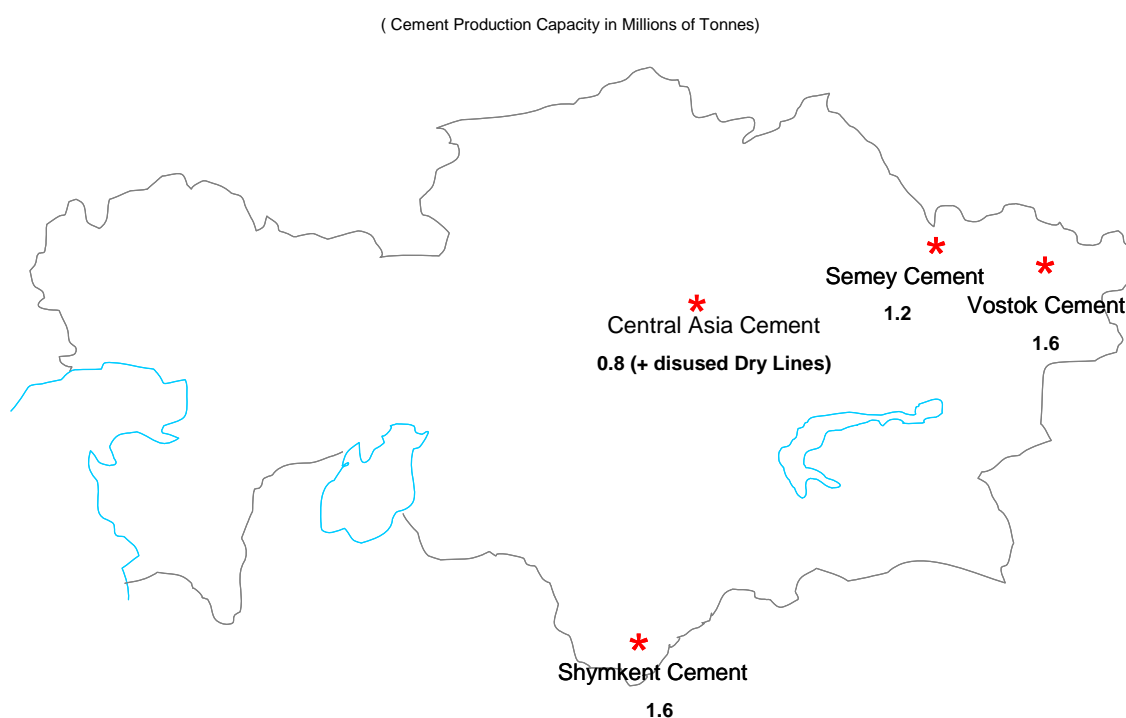 ( Cement Production Capacity in Millions of Tonnes)
Semey Cement
1.2
Vostok Cement
1.6
Central Asia Cement
0.8 (+ disused Dry Lines)
Shymkent Cement
1.6